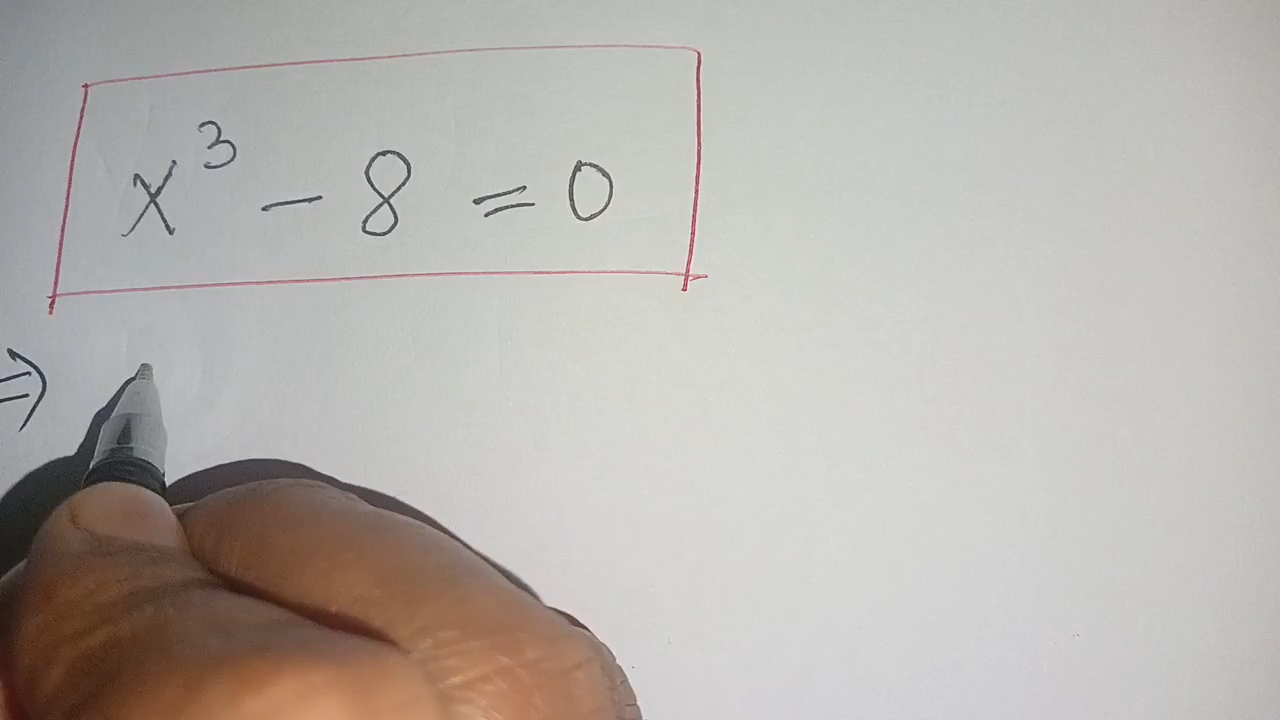 x³ - 8 = 0
⇒